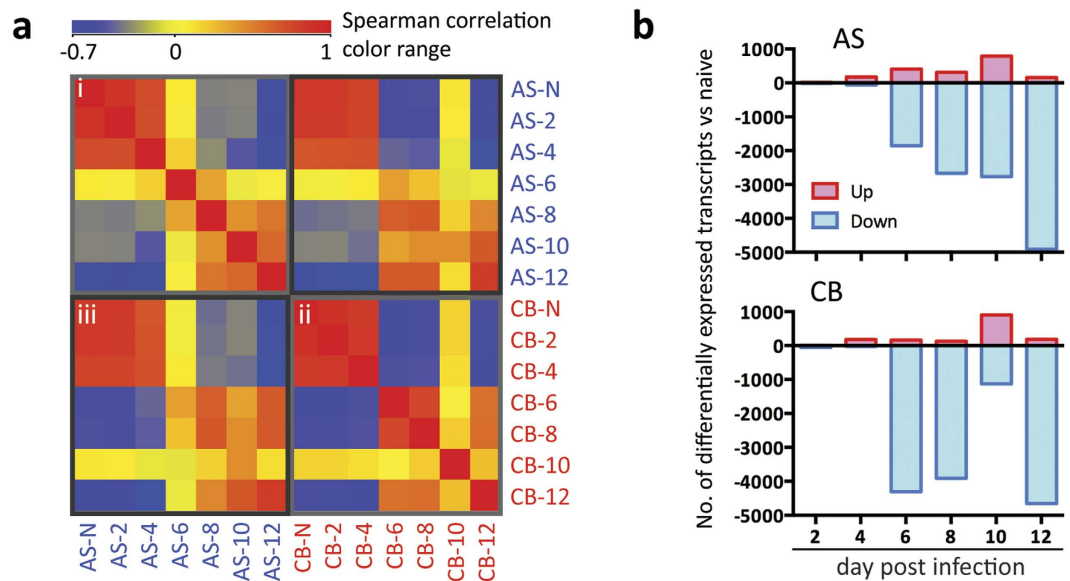 a
Spearman correlation
color range
-0.7
0
1
i
AS-N
AS-2
AS-4
AS-6
AS-8
AS-10
AS-12
iii
ii
CB-N
CB-2
CB-4
CB-6
CB-8
CB-10
CB-12
AS-N
AS-2
AS-4
AS-6
AS-8
AS-10
AS-12
CB-N
CB-2
CB-4
CB-6
CB-8
CB-10
CB-12
b
No. of differentially expressed transcripts vs naive
AS
1000
0
-1000
-2000
-3000
-4000
-5000
Up
Down
CB
1000
0
-1000
-2000
-3000
-4000
-5000
2 4 6 8 10 12
day post infection